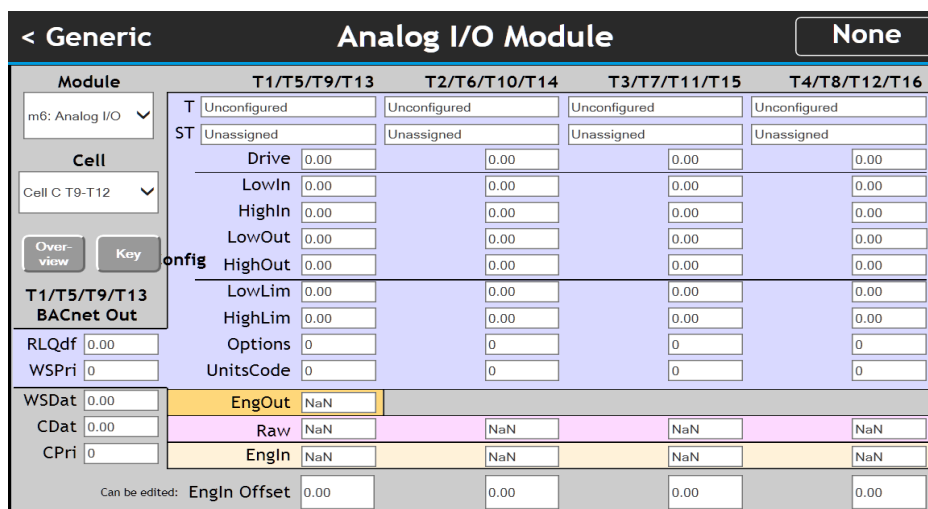 < Generic Analog I/O Module None
Module T1/T5/T9/T13 T2/T6/T10/T14 T3/T7/T11/T15 T4/T8/T12/T16
m6: Analog I/O T Unconfigured Unconfigured Unconfigured Unconfigured
ST Unassigned Unassigned Unassigned Unassigned
Cell Drive 0.00 0.00 0.00 0.00
Cell C T9-T12 LowIn 0.00 0.00 0.00 0.00
HighIn 0.00 0.00 0.00 0.00
LowOut 0.00 0.00 0.00 0.00
Over-
view Key onfig HighOut 0.00 0.00 0.00 0.00
T1/T5/T9/T13 LowLim 0.00 0.00 0.00 0.00
BACnet Out HighLim 0.00 0.00 0.00 0.00
RLQdf 0.00 Options 0 0 0 0
WSPri 0 UnitsCode 0 0 0 0
WSDat 0.00 EngOut NaN
CDat 0.00 Raw NaN NaN NaN NaN
CPri 0 EngIn NaN NaN NaN NaN
Can be edited: EngIn Offset 0.00 0.00 0.00 0.00